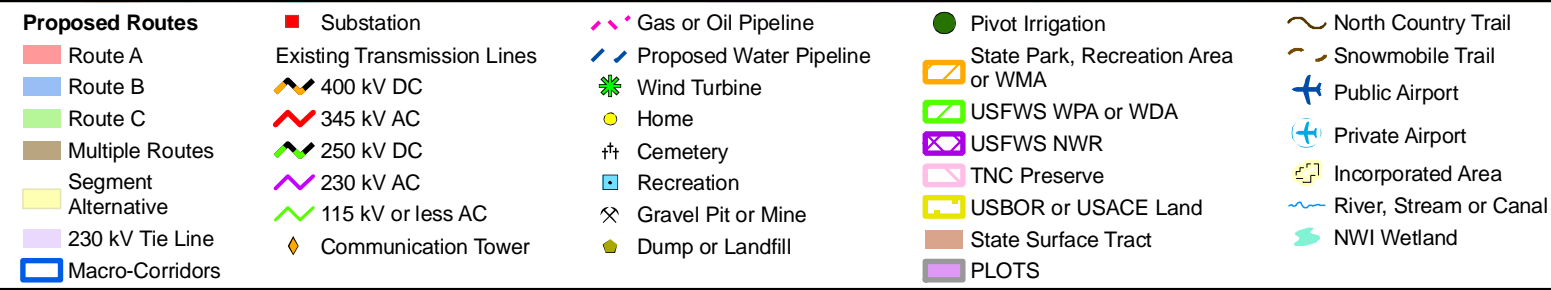 Proposed Routes
Route A
Route B
Route C
Multiple Routes
Segment
Alternative
230 kV Tie Line
Macro-Corridors
Substation
Existing Transmission Lines
400 kV DC
345 kV AC
250 kV DC
230 kV AC
115 kV or less AC
Communication Tower
Gas or Oil Pipeline
Proposed Water Pipeline
Wind Turbine
Home
Cemetery
Recreation
Gravel Pit or Mine
Dump or Landfill
Pivot Irrigation
State Park, Recreation Area
or WMA
USFWS WPA or WDA
USFWS NWR
TNC Preserve
USBOR or USACE Land
State Surface Tract
PLOTS
North Country Trail
Snowmobile Trail
Public Airport
Private Airport
Incorporated Area
River, Stream or Canal
NWI Wetland